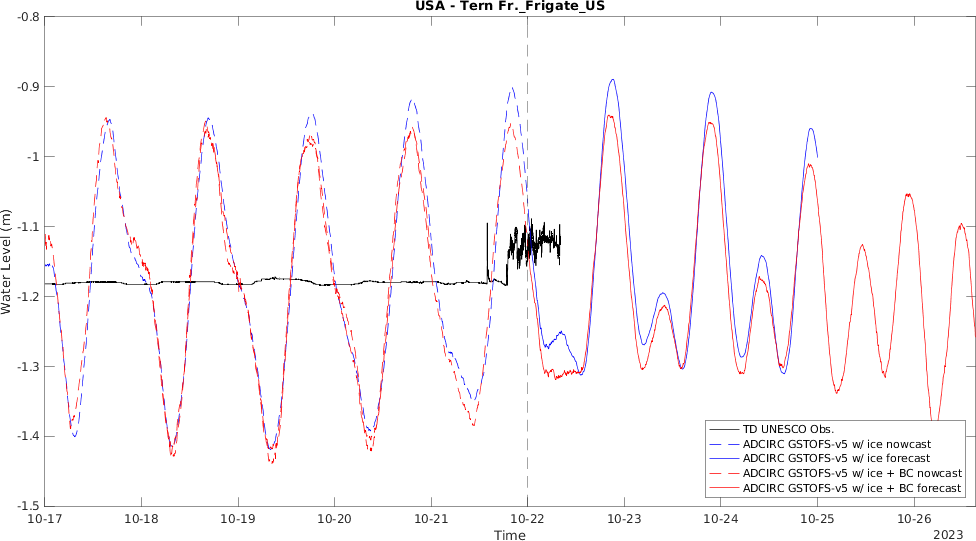 USA - Tern Fr._Frigate_US
-0.8
-0.9
-1
-1.1
-1.2
-1.3
-1.4
-1.5
Water Level (m)
TD UNESCO Obs.
ADCIRC GSTOFS-v5 w/ ice nowcast
ADCIRC GSTOFS-v5 w/ ice forecast
ADCIRC GSTOFS-v5 w/ ice + BC nowcast
ADCIRC GSTOFS-v5 w/ ice + BC forecast
10-17 10-18 10-19 10-20 10-21 10-22 10-23 10-24 10-25 10-26
Time
2023